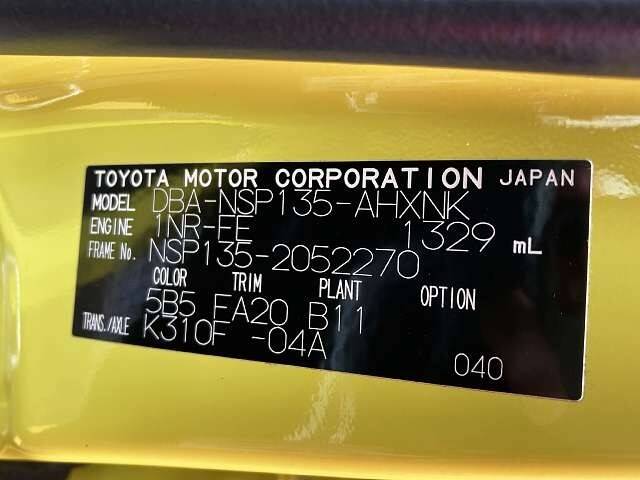 TOYOTA MOTOR CORPORATION JAPAN
MODEL DBA-NSP135-AHXNK
ENGINE 1NR-FE 1329 mL
FRAME No. NSP135-2052270
COLOR TRIM PLANT OPTION
5B5 FA20 B11
TRANS./AXLE K310F -04A
040